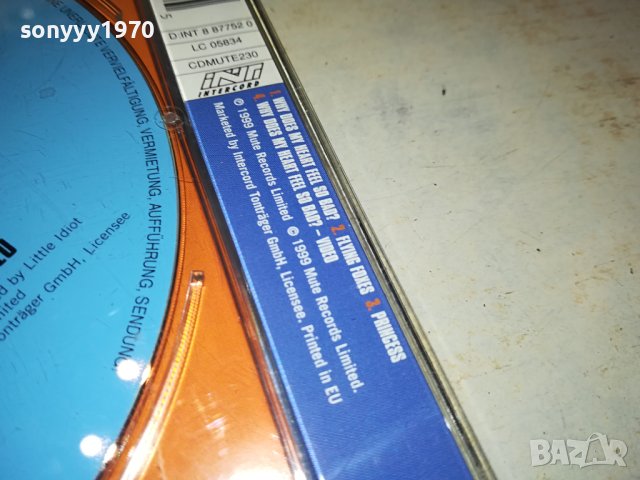 sonyyy1970
D:INT 8 87752 0
LC 05834
CDMUTE230
INT
INTERCORD
1. WHY DOES MY HEART FEEL SO BAD? 2. FLYING FOXES 3. PRINCESS
4. WHY DOES MY HEART FEEL SO BAD? - VIDEO
℗ 1999 Mute Records Limited © 1999 Mute Records Limited.
Marketed by Intercord Tonträger GmbH, Licensee. Printed in EU
VERVIELFÄLTIGUNG, VERMIETUNG, AUFFÜHRUNG, SENDUNG
by Little Idiot
Tonträger GmbH, Licensee
BAZAR